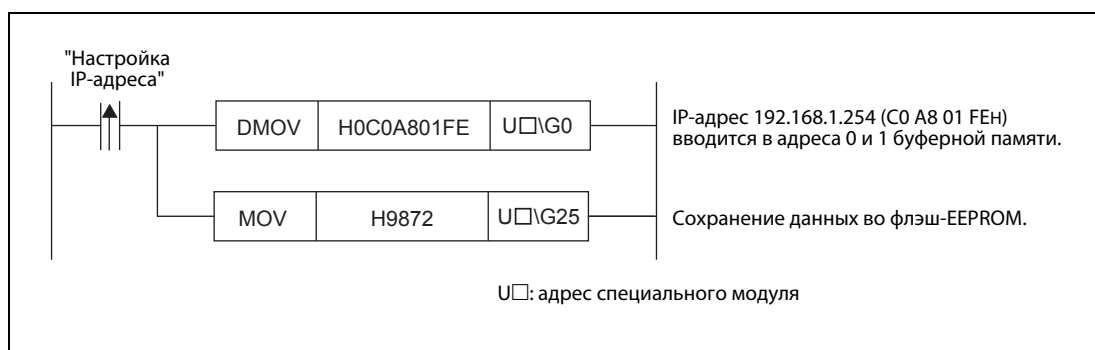 "Настройка
IP-адреса"
DMOV H0C0A801FE U□\G0
IP-адрес 192.168.1.254 (C0 A8 01 FEH)
вводится в адреса 0 и 1 буферной памяти.
MOV H9872 U□\G25
Сохранение данных во флэш-EEPROM.
U□: адрес специального модуля